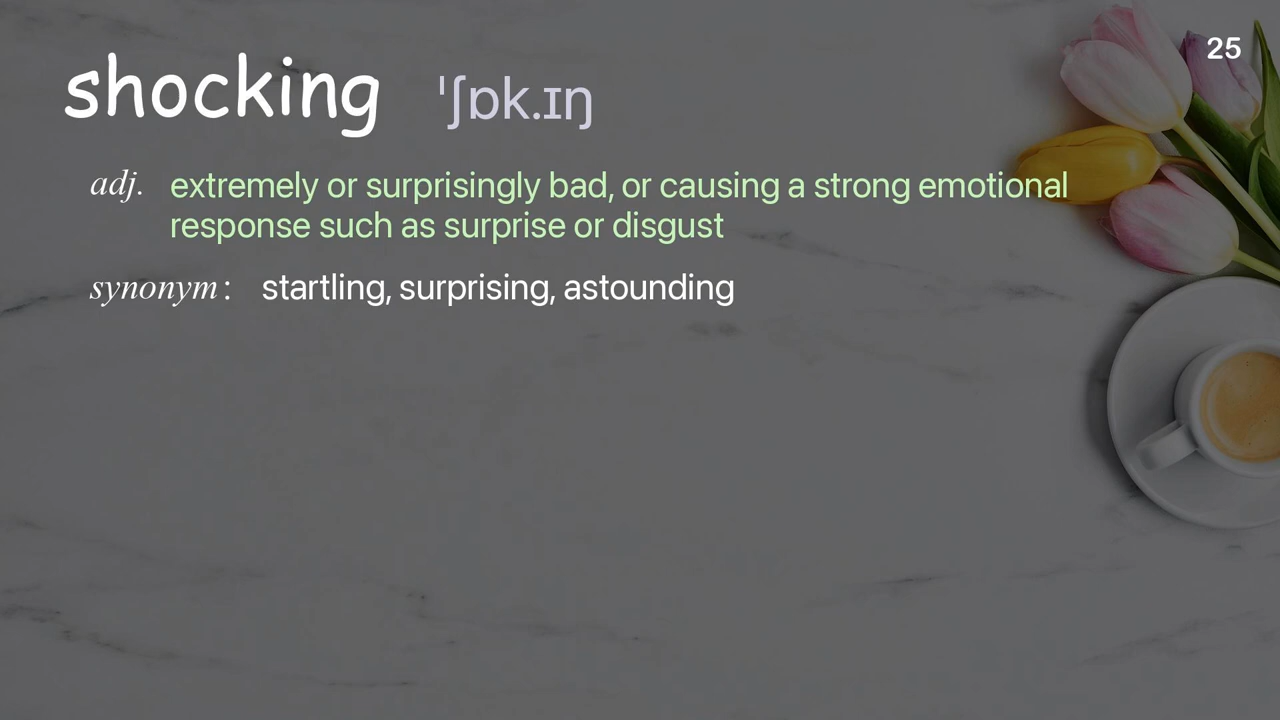 25
shocking ˈʃɒk.ɪŋ
adj. extremely or surprisingly bad, or causing a strong emotional
response such as surprise or disgust
synonym: startling, surprising, astounding